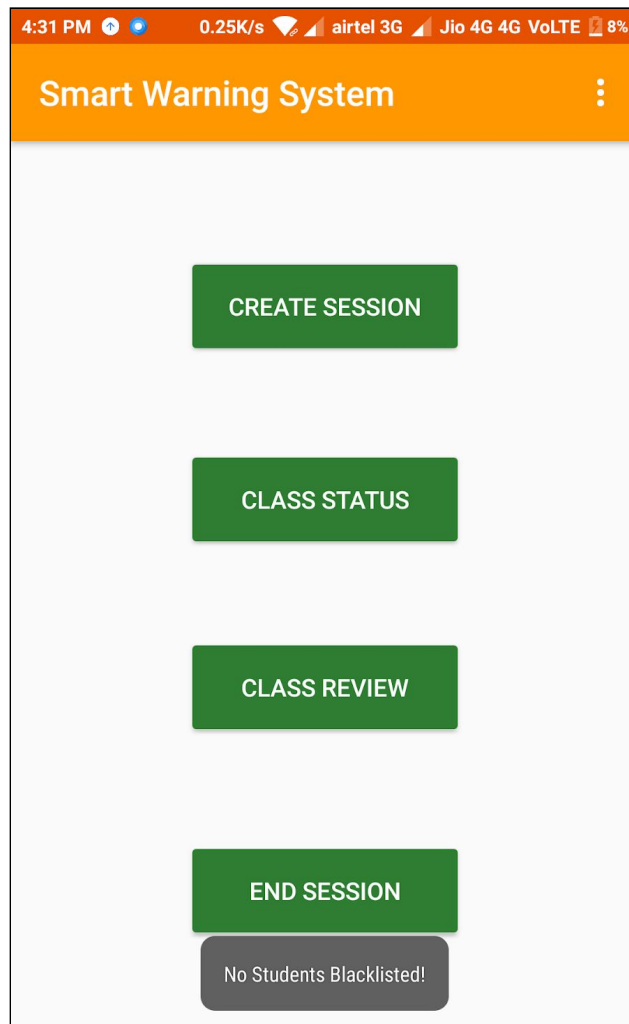 4:31 PM 0.25K/s airtel 3G Jio 4G 4G VoLTE 8%
Smart Warning System
CREATE SESSION
CLASS STATUS
CLASS REVIEW
END SESSION
No Students Blacklisted!